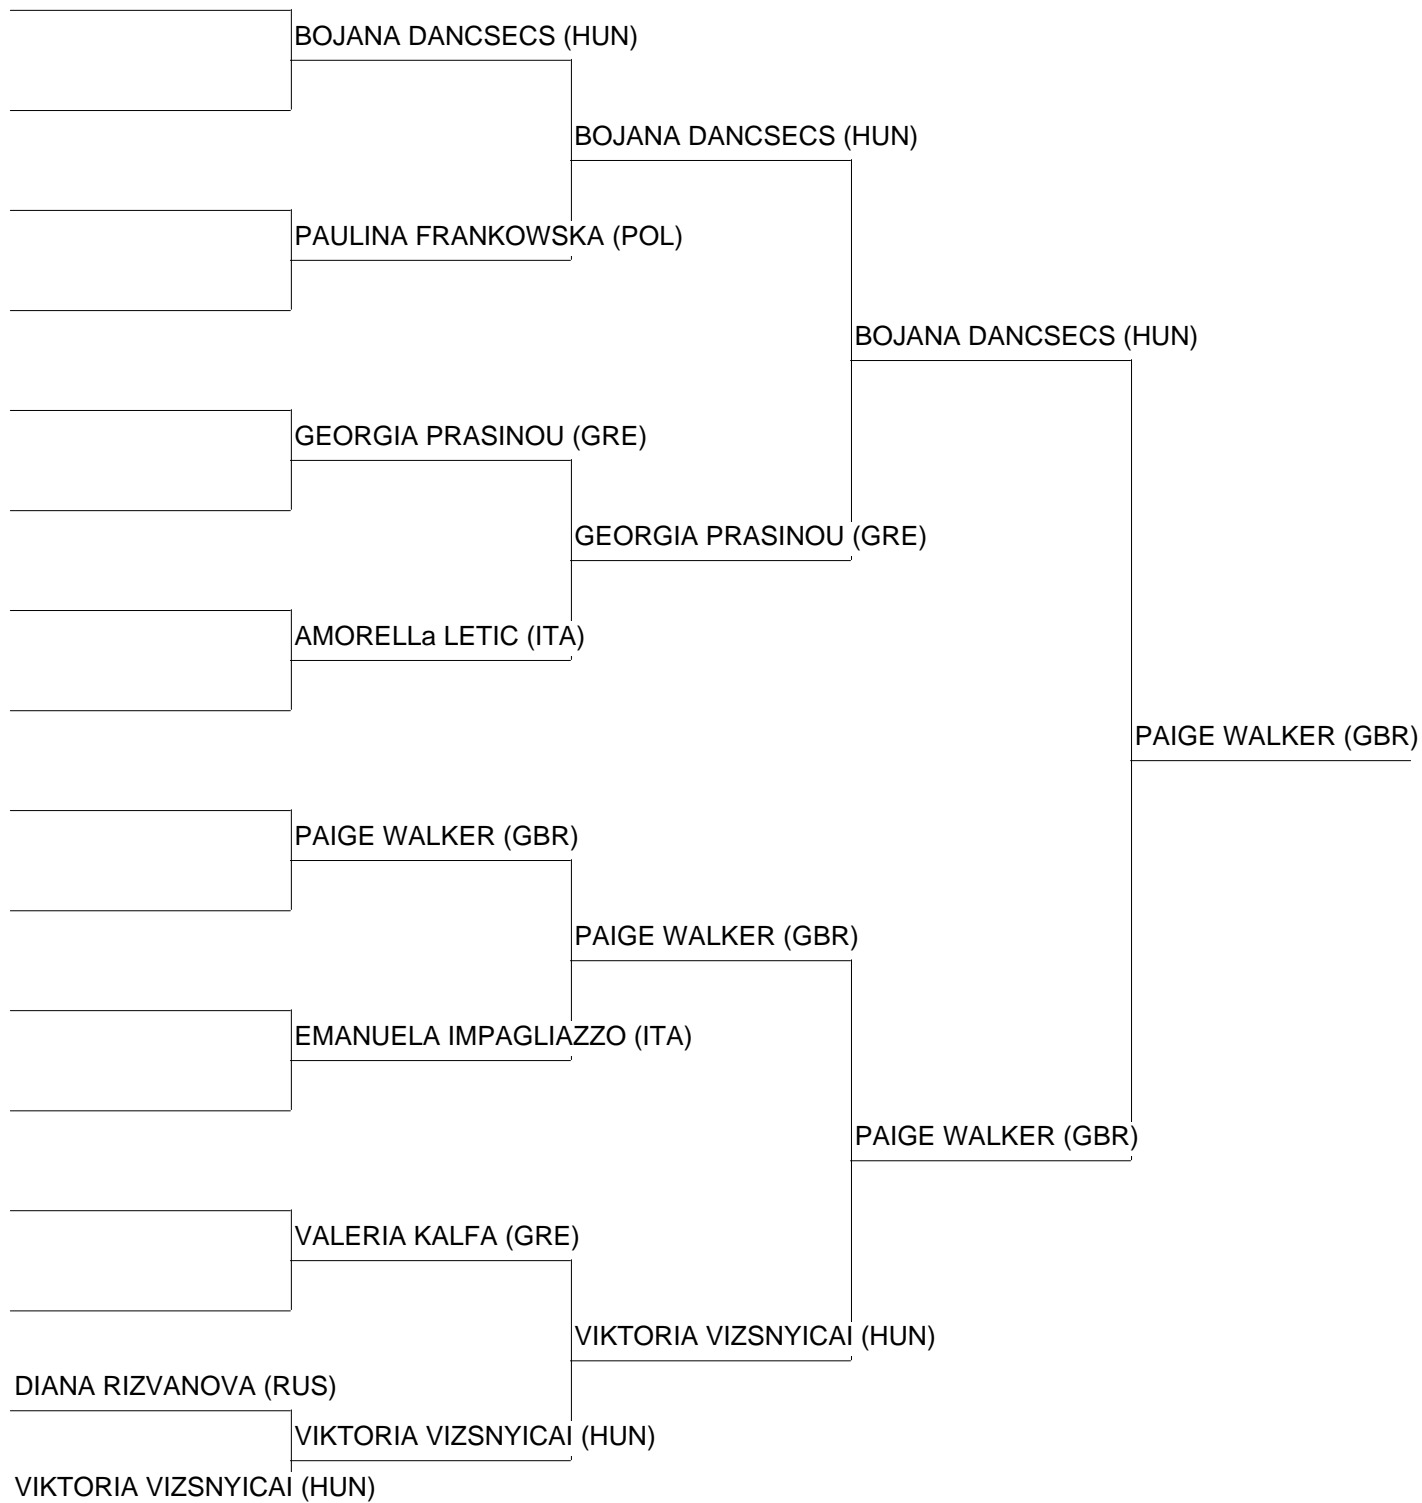 BOJANA DANCSECS (HUN)
BOJANA DANCSECS (HUN)
PAULINA FRANKOWSKA (POL)
BOJANA DANCSECS (HUN)
GEORGIA PRASINOU (GRE)
GEORGIA PRASINOU (GRE)
AMORELLa LETIC (ITA)
PAIGE WALKER (GBR)
PAIGE WALKER (GBR)
PAIGE WALKER (GBR)
EMANUELA IMPAGLIAZZO (ITA)
PAIGE WALKER (GBR)
VALERIA KALFA (GRE)
VIKTORIA VIZSNYICAI (HUN)
DIANA RIZVANOVA (RUS)
VIKTORIA VIZSNYICAI (HUN)
VIKTORIA VIZSNYICAI (HUN)